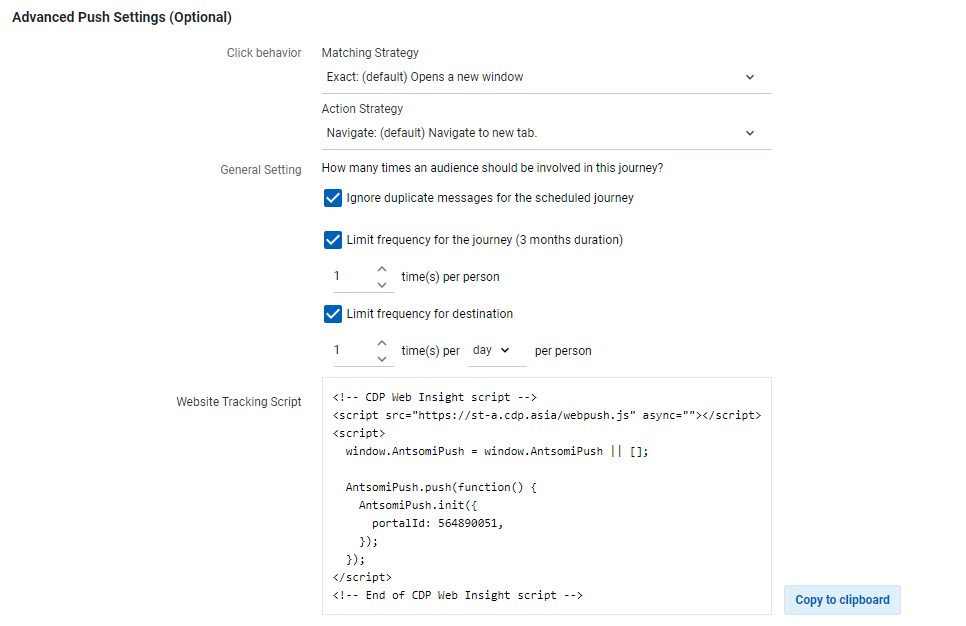 Advanced Push Settings (Optional)
Click behavior
Matching Strategy
Exact: (default) Opens a new window
Action Strategy
Navigate: (default) Navigate to new tab.
General Setting
How many times an audience should be involved in this journey?
Ignore duplicate messages for the scheduled journey
Limit frequency for the journey (3 months duration)
1 time(s) per person
Limit frequency for destination
1 time(s) per day per person
Website Tracking Script
<!-- CDP Web Insight script -->
<script src="https://st-a.cdp.asia/webpush.js" async=""></script>
<script>
  window.AntsomiPush = window.AntsomiPush || [];

  AntsomiPush.push(function() {
    AntsomiPush.init({
      portalId: 564890051,
    });
  });
</script>
<!-- End of CDP Web Insight script -->
Copy to clipboard